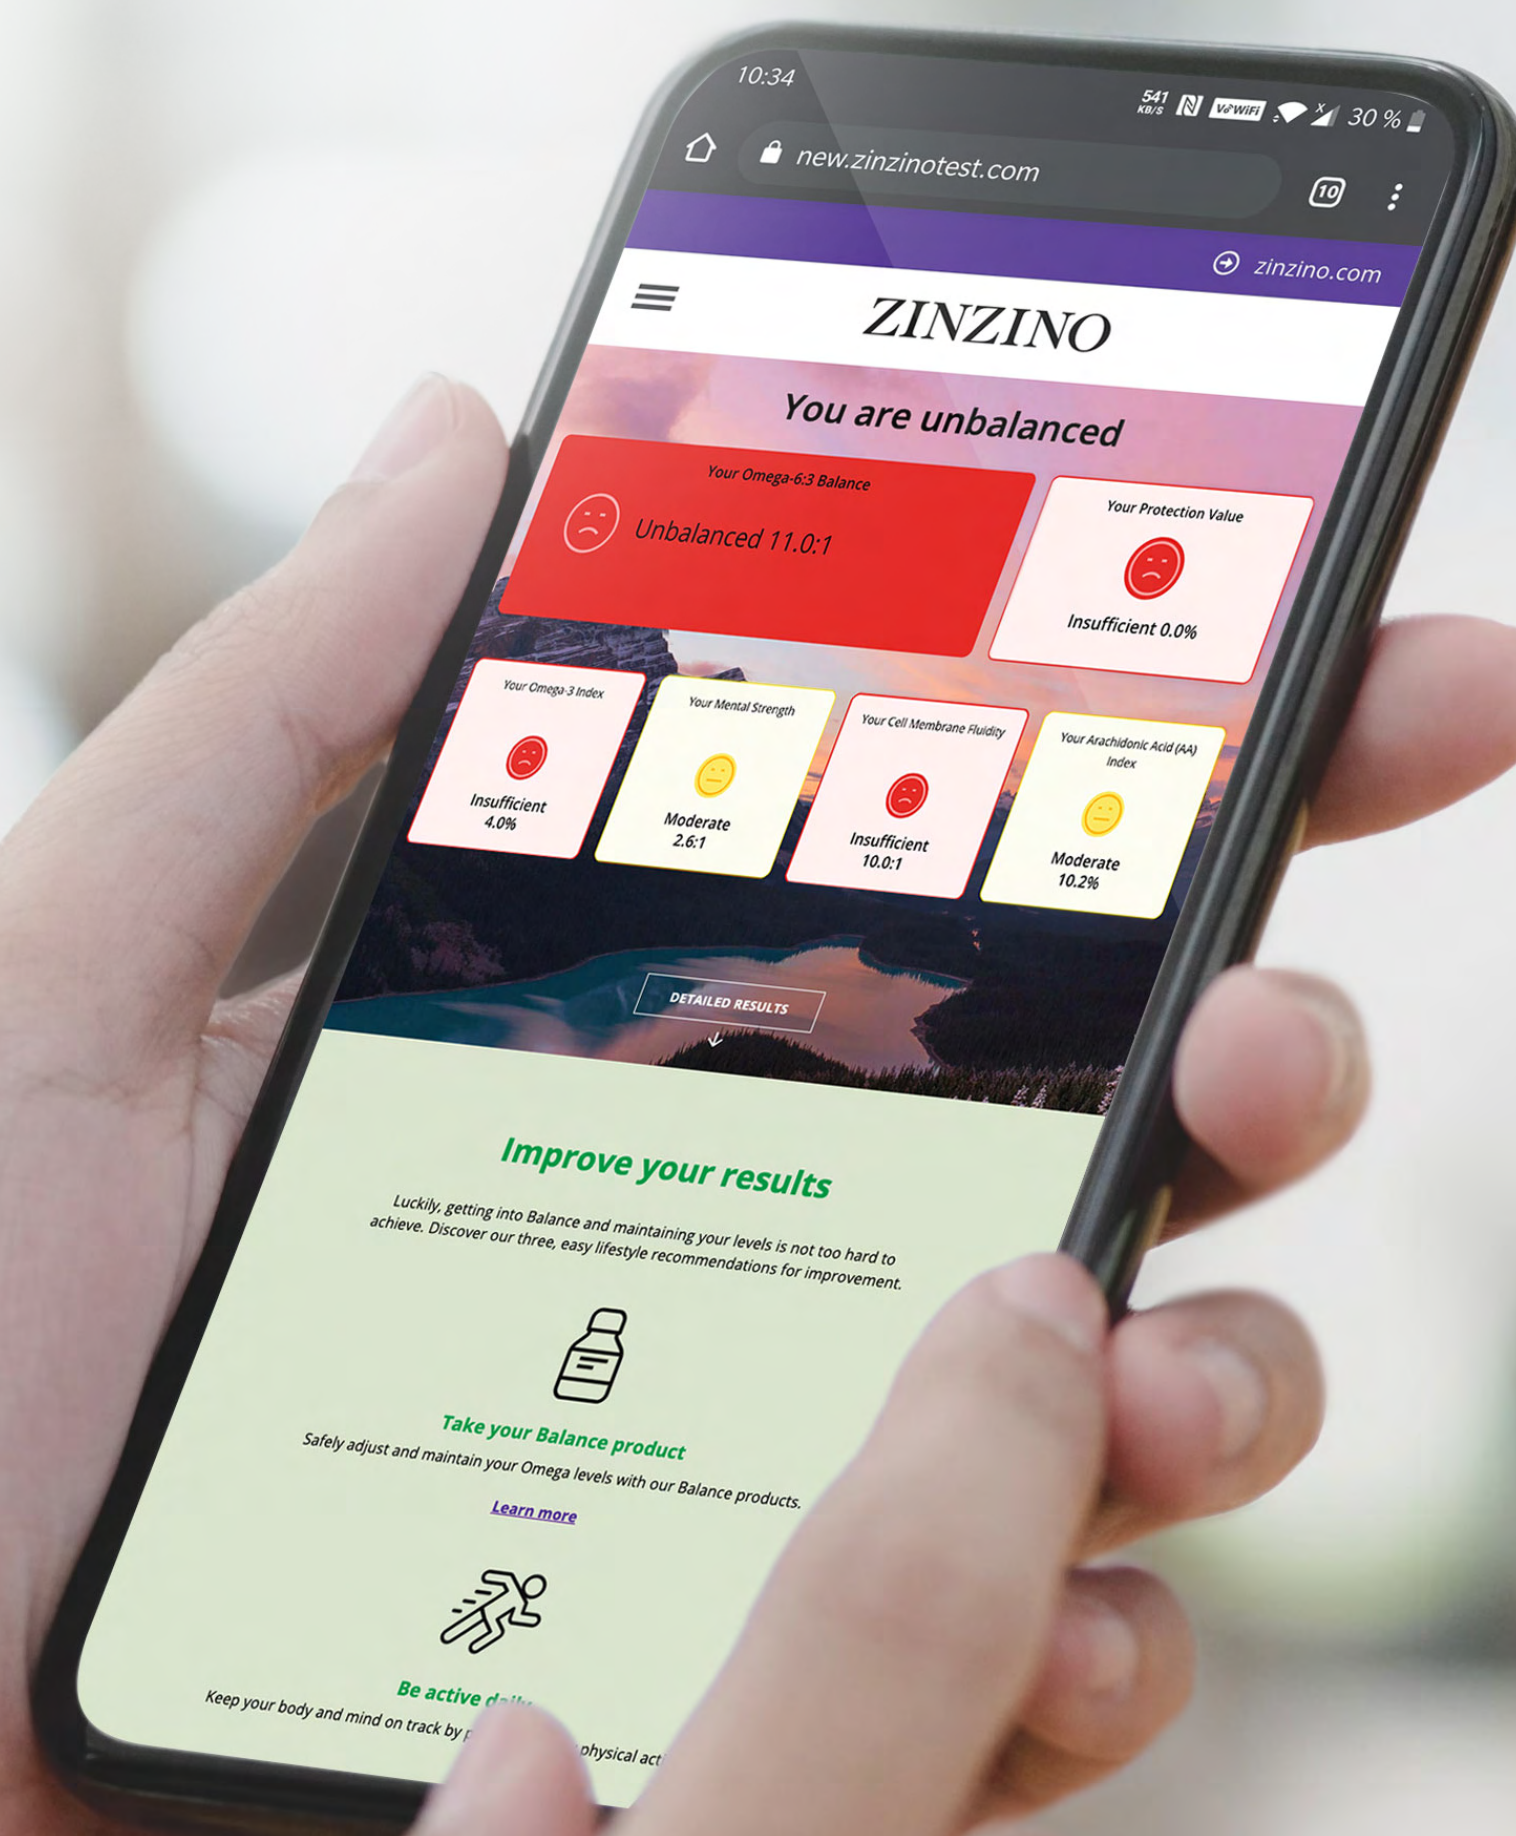 10:34
541
KB/S
VoWiFi
30 %
new.zinzinotest.com
10
zinzino.com
ZINZINO
You are unbalanced
Your Omega-6:3 Balance
Unbalanced 11.0:1
Your Protection Value
Insufficient 0.0%
Your Omega-3 Index
Insufficient
4.0%
Your Mental Strength
Moderate
2.6:1
Your Cell Membrane Fluidity
Insufficient
10.0:1
Your Arachidonic Acid (AA)
Index
Moderate
10.2%
DETAILED RESULTS
Improve your results
Luckily, getting into Balance and maintaining your levels is not too hard to
achieve. Discover our three, easy lifestyle recommendations for improvement.
Take your Balance product
Safely adjust and maintain your Omega levels with our Balance products.
Learn more
Be active daily
Keep your body and mind on track by physical